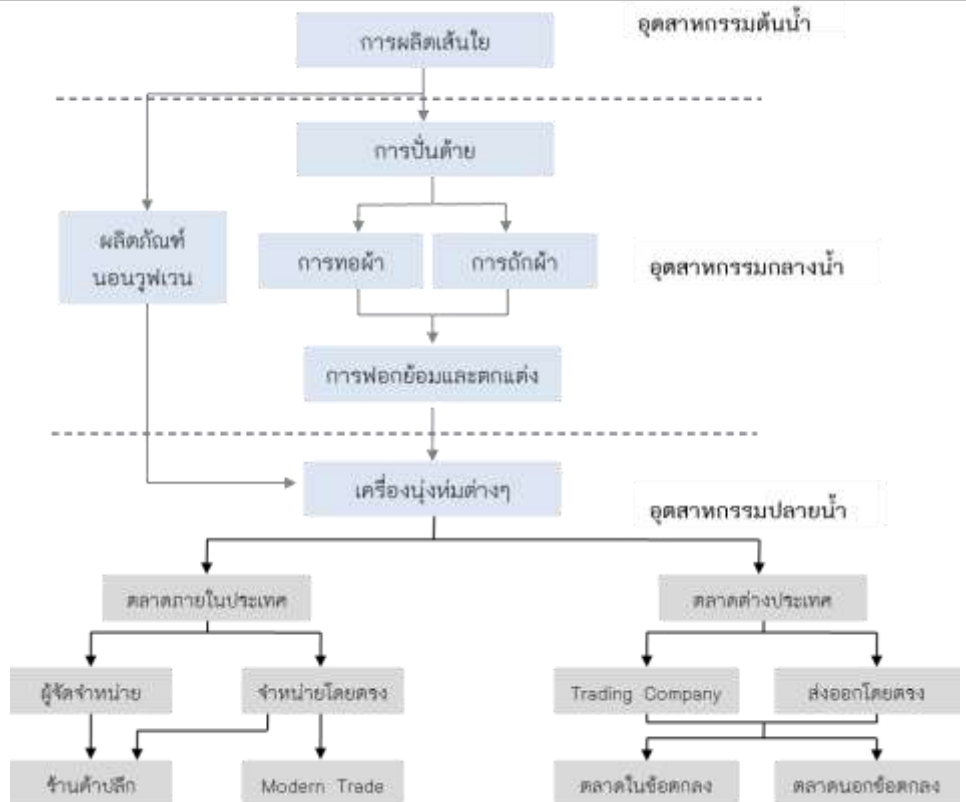 อุตสาหกรรมต้นน้ำ
การผลิตเส้นใย
การปั่นด้าย
ผลิตภัณฑ์
นอนวูฟเวน
การทอผ้า
การถักผ้า
อุตสาหกรรมกลางน้ำ
การฟอกย้อมและตกแต่ง
เครื่องนุ่งห่มต่างๆ
อุตสาหกรรมปลายน้ำ
ตลาดภายในประเทศ
ตลาดต่างประเทศ
ผู้จัดจำหน่าย
จำหน่ายโดยตรง
Trading Company
ส่งออกโดยตรง
ร้านค้าปลีก
Modern Trade
ตลาดในข้อตกลง
ตลาดนอกข้อตกลง